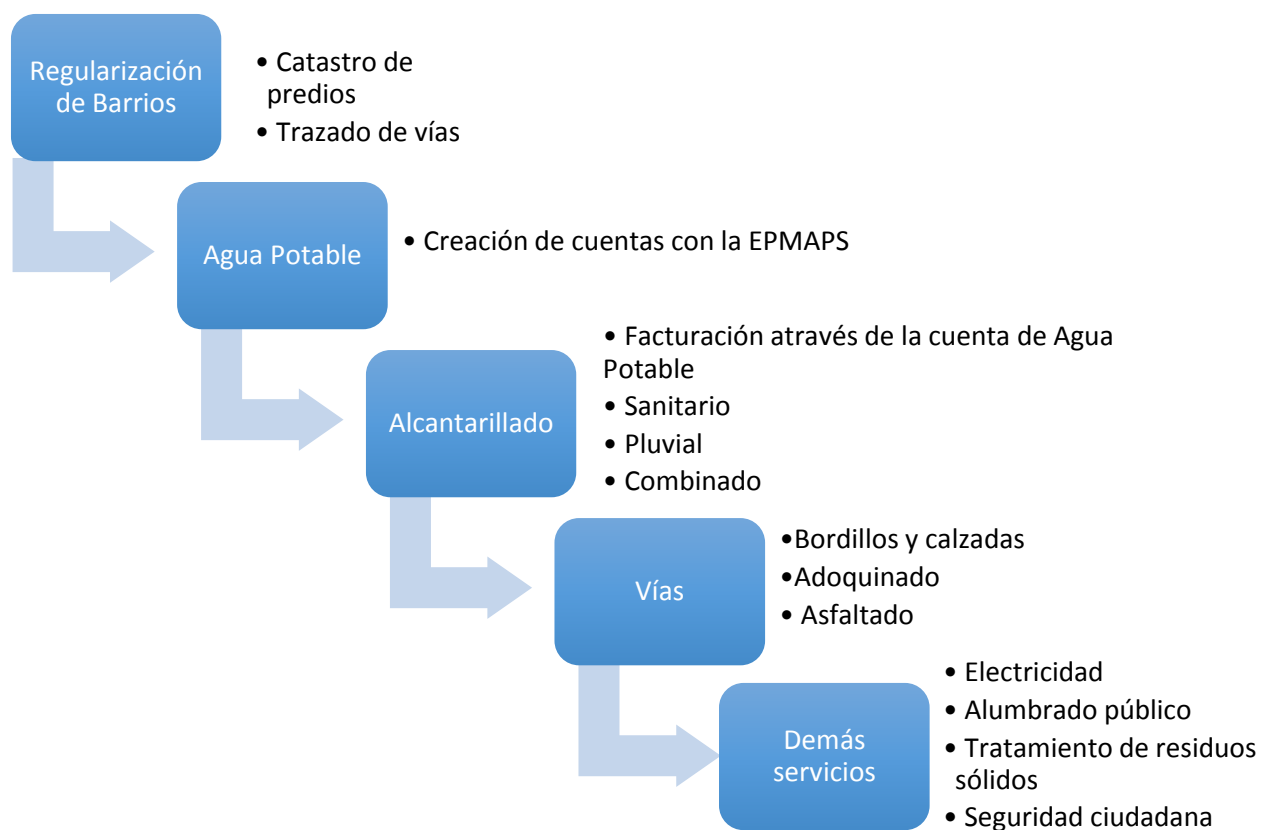 Regularización
de Barrios
• Catastro de
predios
• Trazado de vías
Agua Potable
• Creación de cuentas con la EPMAPS
Alcantarillado
• Facturación através de la cuenta de Agua
Potable
• Sanitario
• Pluvial
• Combinado
Vías
•Bordillos y calzadas
•Adoquinado
• Asfaltado
Demás
servicios
• Electricidad
• Alumbrado público
• Tratamiento de residuos
sólidos
• Seguridad ciudadana